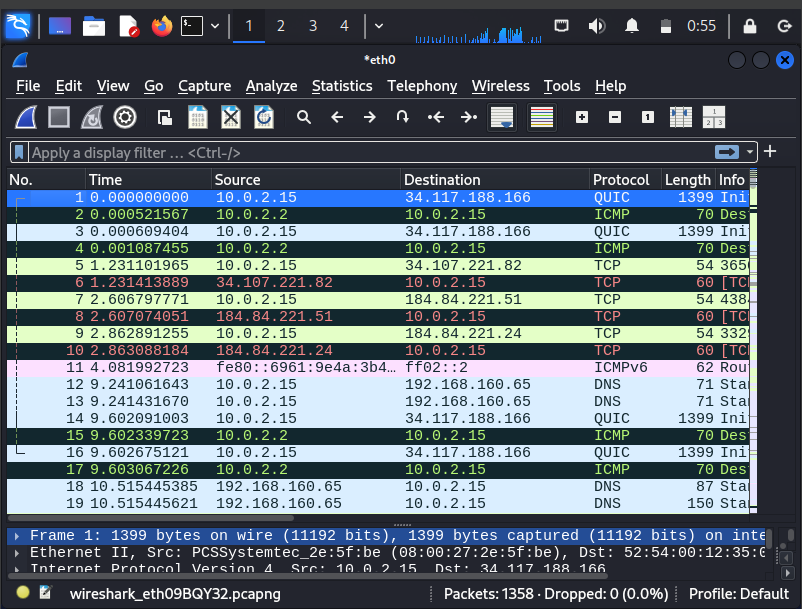 1 2 3 4 0:55
*eth0
File Edit View Go Capture Analyze Statistics Telephony Wireless Tools Help
Apply a display filter ... <Ctrl-/>
No. Time Source Destination Protocol Length Info
1 0.000000000 10.0.2.15 34.117.188.166 QUIC 1399 Ini
2 0.000521567 10.0.2.2 10.0.2.15 ICMP 70 Des
3 0.000609404 10.0.2.15 34.117.188.166 QUIC 1399 Ini
4 0.001087455 10.0.2.2 10.0.2.15 ICMP 70 Des
5 1.231101965 10.0.2.15 34.107.221.82 TCP 54 3650
6 1.231413889 34.107.221.82 10.0.2.15 TCP 60 [TCP
7 2.606797771 10.0.2.15 184.84.221.51 TCP 54 4384
8 2.607074051 184.84.221.51 10.0.2.15 TCP 60 [TCP
9 2.862891255 10.0.2.15 184.84.221.24 TCP 54 3329
10 2.863088184 184.84.221.24 10.0.2.15 TCP 60 [TCP
11 4.081992723 fe80::6961:9e4a:3b4… ff02::2 ICMPv6 62 Rou
12 9.241061643 10.0.2.15 192.168.160.65 DNS 71 Star
13 9.241431670 10.0.2.15 192.168.160.65 DNS 71 Star
14 9.602091003 10.0.2.15 34.117.188.166 QUIC 1399 Ini
15 9.602339723 10.0.2.2 10.0.2.15 ICMP 70 Des
16 9.602675121 10.0.2.15 34.117.188.166 QUIC 1399 Ini
17 9.603067226 10.0.2.2 10.0.2.15 ICMP 70 Des
18 10.515445385 192.168.160.65 10.0.2.15 DNS 87 Star
19 10.515445621 192.168.160.65 10.0.2.15 DNS 150 Star
Frame 1: 1399 bytes on wire (11192 bits), 1399 bytes captured (11192 bits) on inte
Ethernet II, Src: PCSSystemtec_2e:5f:be (08:00:27:2e:5f:be), Dst: 52:54:00:12:35:0
Internet Protocol Version 4, Src: 10.0.2.15, Dst: 34.117.188.166
wireshark_eth09BQY32.pcapng Packets: 1358 · Dropped: 0 (0.0%) Profile: Default